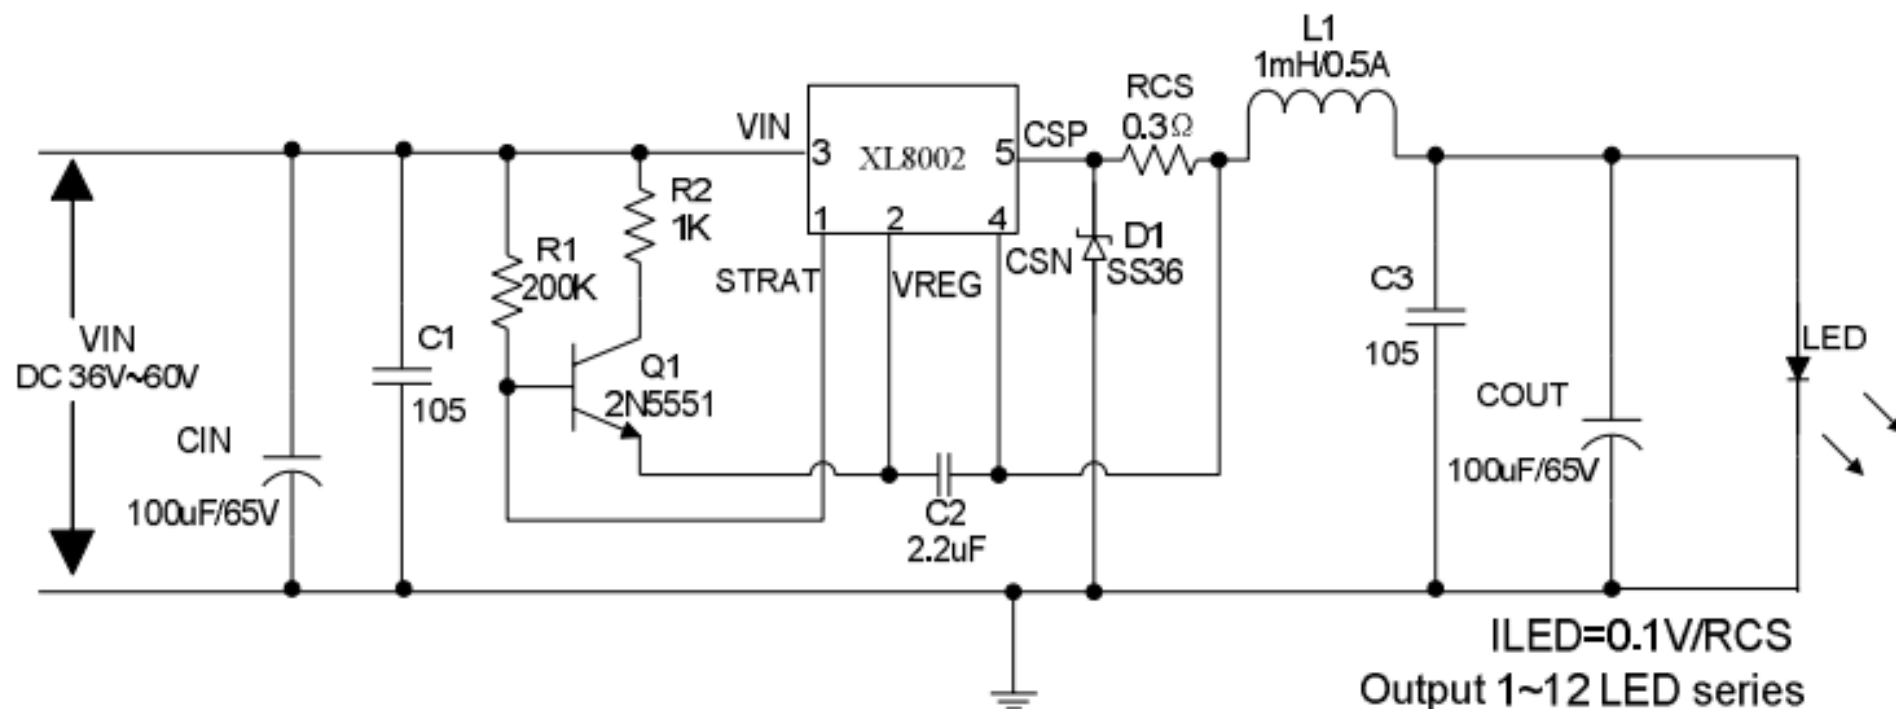 L1
1mH/0.5A
RCS
0.3Ω
VIN
3
XL8002
5
CSP
1
2
4
R2
1K
R1
200K
STRAT
VREG
CSN
D1
SS36
C3
105
VIN
DC 36V~60V
C1
105
Q1
2N5551
LED
COUT
100uF/65V
CIN
100uF/65V
C2
2.2uF
ILED=0.1V/RCS
Output 1~12 LED series